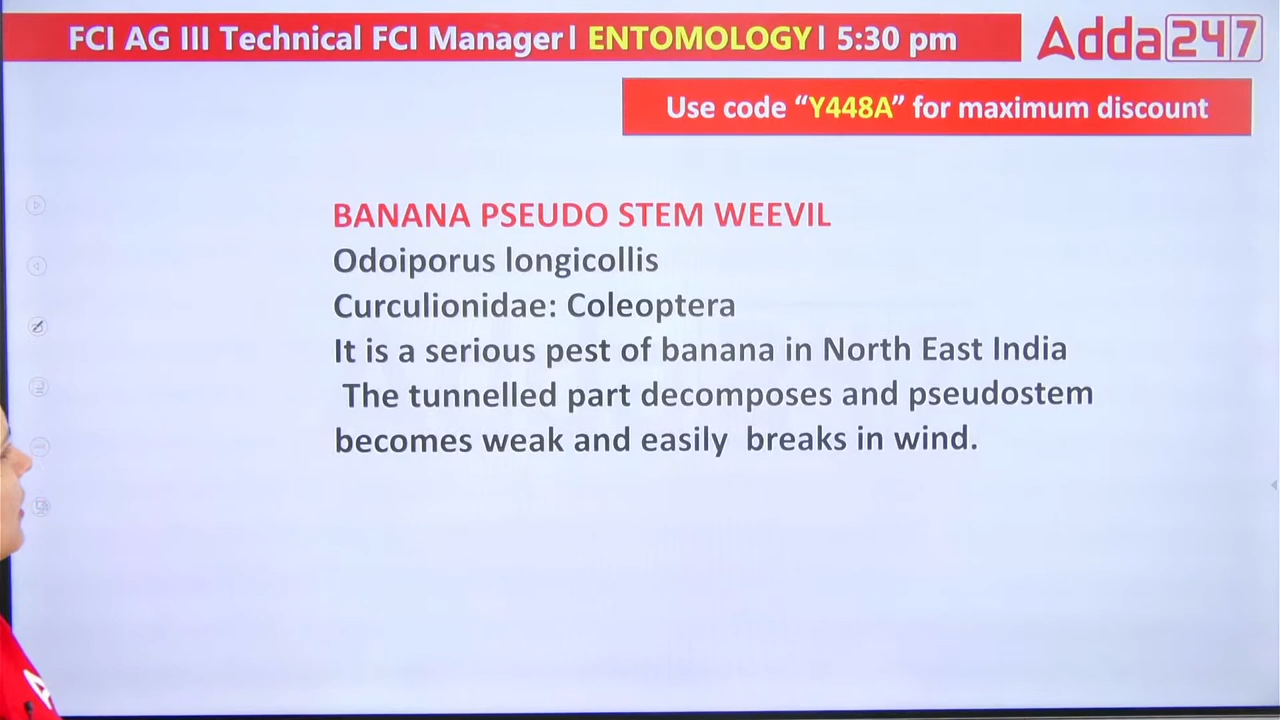 FCI AG III Technical FCI Manager| ENTOMOLOGY| 5:30 pm
Adda247
Use code “Y448A” for maximum discount
BANANA PSEUDO STEM WEEVIL
Odoiporus longicollis
Curculionidae: Coleoptera
It is a serious pest of banana in North East India
The tunnelled part decomposes and pseudostem
becomes weak and easily breaks in wind.